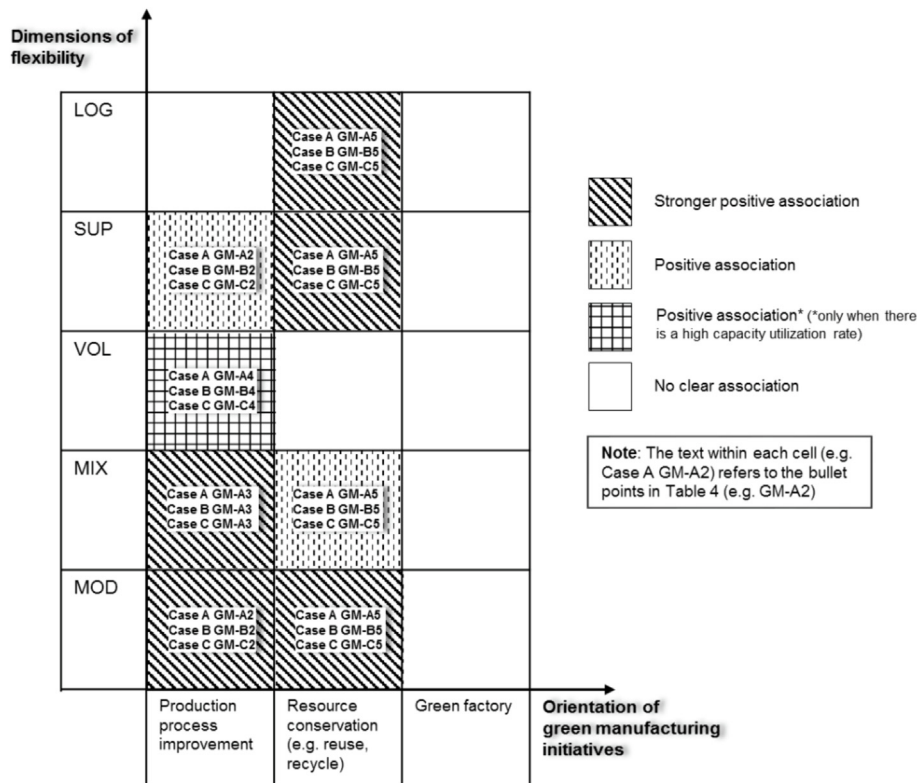 Dimensions of
flexibility
LOG
Case A GM-A5
Case B GM-B5
Case C GM-C5
SUP
Case A GM-A2
Case B GM-B2
Case C GM-C2
Case A GM-A5
Case B GM-B5
Case C GM-C5
VOL
Case A GM-A4
Case B GM-B4
Case C GM-C4
MIX
Case A GM-A3
Case B GM-A3
Case C GM-A3
Case A GM-A5
Case B GM-B5
Case C GM-C5
MOD
Case A GM-A2
Case B GM-B2
Case C GM-C2
Case A GM-A5
Case B GM-B5
Case C GM-C5
Production
process
improvement
Resource
conservation
(e.g. reuse,
recycle)
Green factory
Orientation of
green manufacturing
initiatives
Stronger positive association
Positive association
Positive association* (*only when there
is a high capacity utilization rate)
No clear association
Note: The text within each cell (e.g.
Case A GM-A2) refers to the bullet
points in Table 4 (e.g. GM-A2)